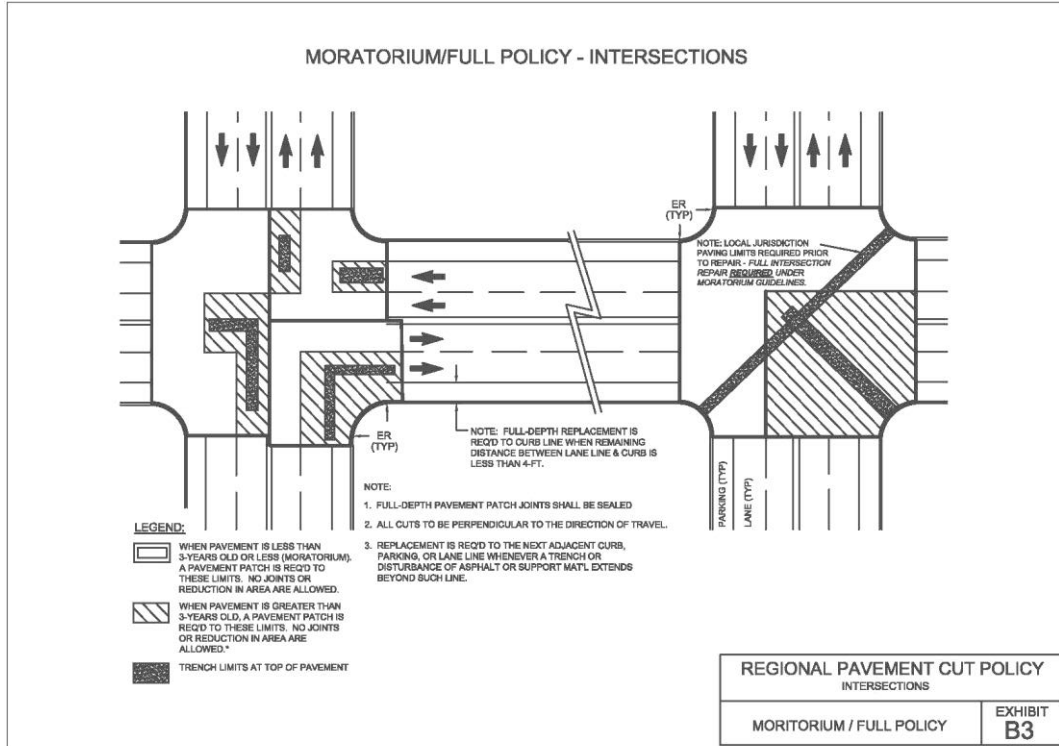 MORATORIUM/FULL POLICY - INTERSECTIONS
ER
(TYP)
NOTE: LOCAL JURISDICTION
PAVING LIMITS REQUIRED PRIOR
TO REPAIR - FULL INTERSECTION
REPAIR REQUIRED UNDER
MORATORIUM GUIDELINES.
ER
(TYP)
NOTE: FULL-DEPTH REPLACEMENT IS
REQ'D TO CURB LINE WHEN REMAINING
DISTANCE BETWEEN LANE LINE & CURB IS
LESS THAN 4-FT.
PARKING (TYP)
LANE (TYP)
NOTE:
1. FULL-DEPTH PAVEMENT PATCH JOINTS SHALL BE SEALED
2. ALL CUTS TO BE PERPENDICULAR TO THE DIRECTION OF TRAVEL.
3. REPLACEMENT IS REQ'D TO THE NEXT ADJACENT CURB,
PARKING, OR LANE LINE WHENEVER A TRENCH OR
DISTURBANCE OF ASPHALT OR SUPPORT MAT'L EXTENDS
BEYOND SUCH LINE.
LEGEND:
WHEN PAVEMENT IS LESS THAN
3-YEARS OLD OR LESS (MORATORIUM).
A PAVEMENT PATCH IS REQ'D TO
THESE LIMITS. NO JOINTS OR
REDUCTION IN AREA ARE ALLOWED.
WHEN PAVEMENT IS GREATER THAN
3-YEARS OLD, A PAVEMENT PATCH IS
REQ'D TO THESE LIMITS. NO JOINTS
OR REDUCTION IN AREA ARE
ALLOWED.*
TRENCH LIMITS AT TOP OF PAVEMENT
REGIONAL PAVEMENT CUT POLICY
INTERSECTIONS
MORITORIUM / FULL POLICY
EXHIBIT
B3